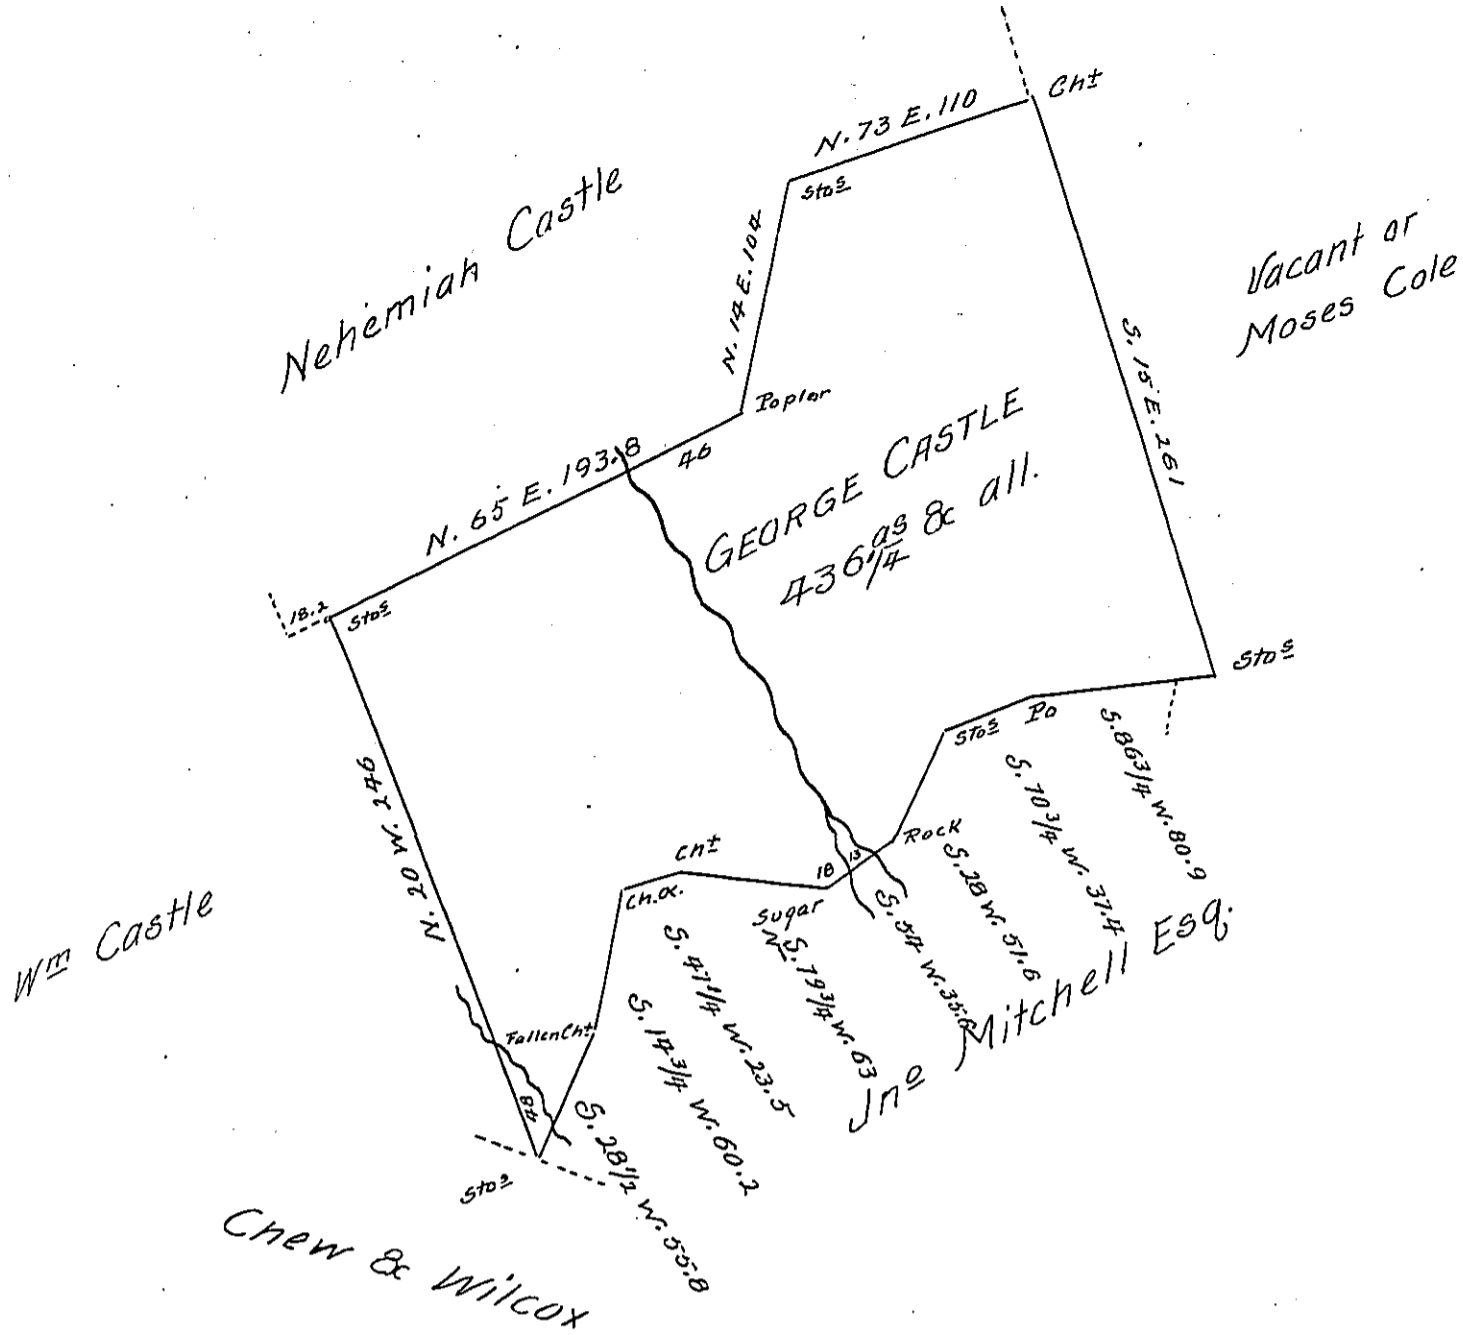 Cht
N. 73 E. 110
Stos
Nehemiah Castle
N. 14 E. 104
Vacant or
Moses Cole
S. 15 E. 261
Poplar
46
N. 65 E. 193.8
GEORGE CASTLE
436 1/4 as & all.
18.2
Stos
Stos
Po
Stos
S. 86 3/4 W. 80.9
S. 70 3/4 W. 37.4
Rock
S. 28 W. 51.6
13
18
S. 54 W. 35.6
Sugar
N
S. 79 3/4 W. 63
Cht
Ch.o.
S. 47 1/4 W. 23.5
S. 14 3/4 W. 60.2
Jno Mitchell Esq.
N. 20 W. 246
Wm Castle
Fallen Cht
48
S. 28 1/2 W. 55.8
Stos
Chew & Wilcox